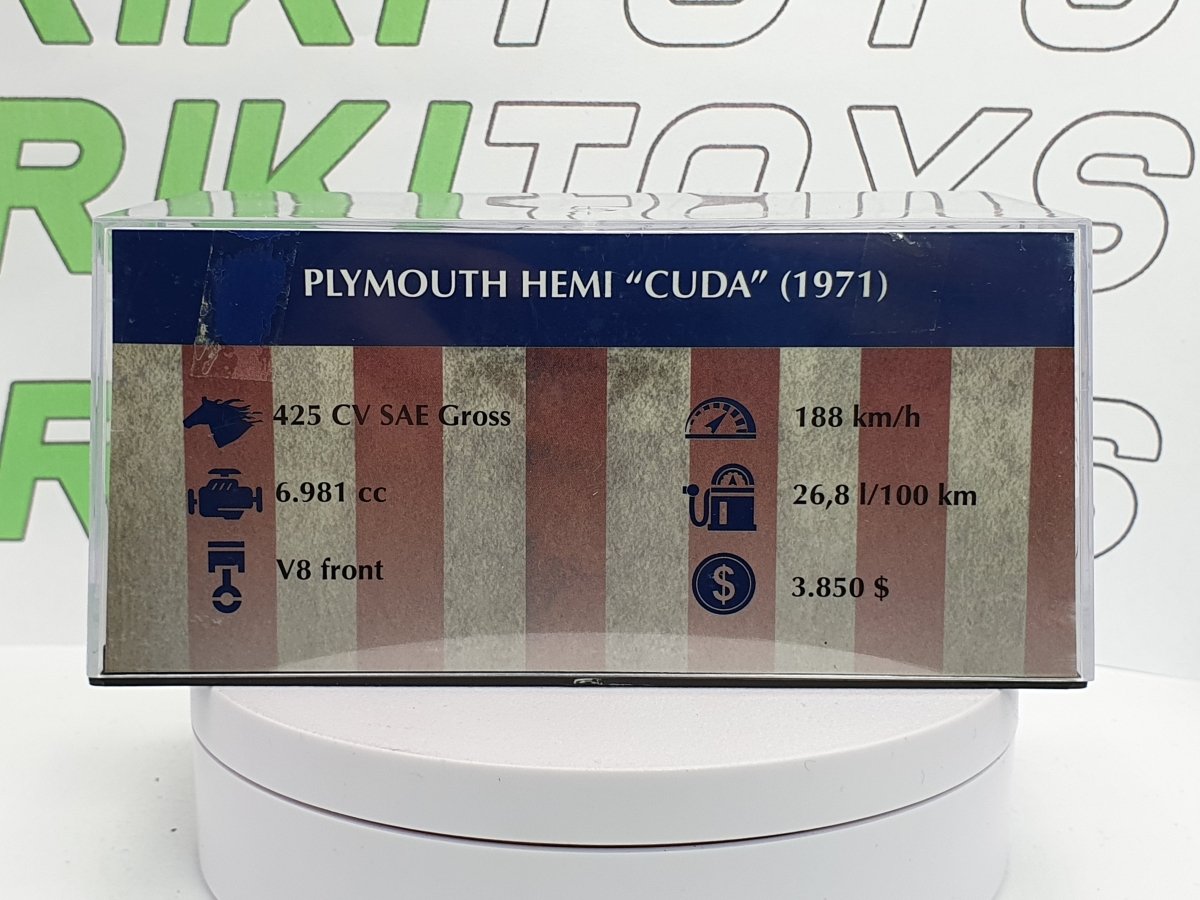 RIKITOYS
RIKITOYS
PLYMOUTH HEMI “CUDA” (1971)
425 CV SAE Gross
188 km/h
6.981 cc
26,8 l/100 km
V8 front
3.850 $